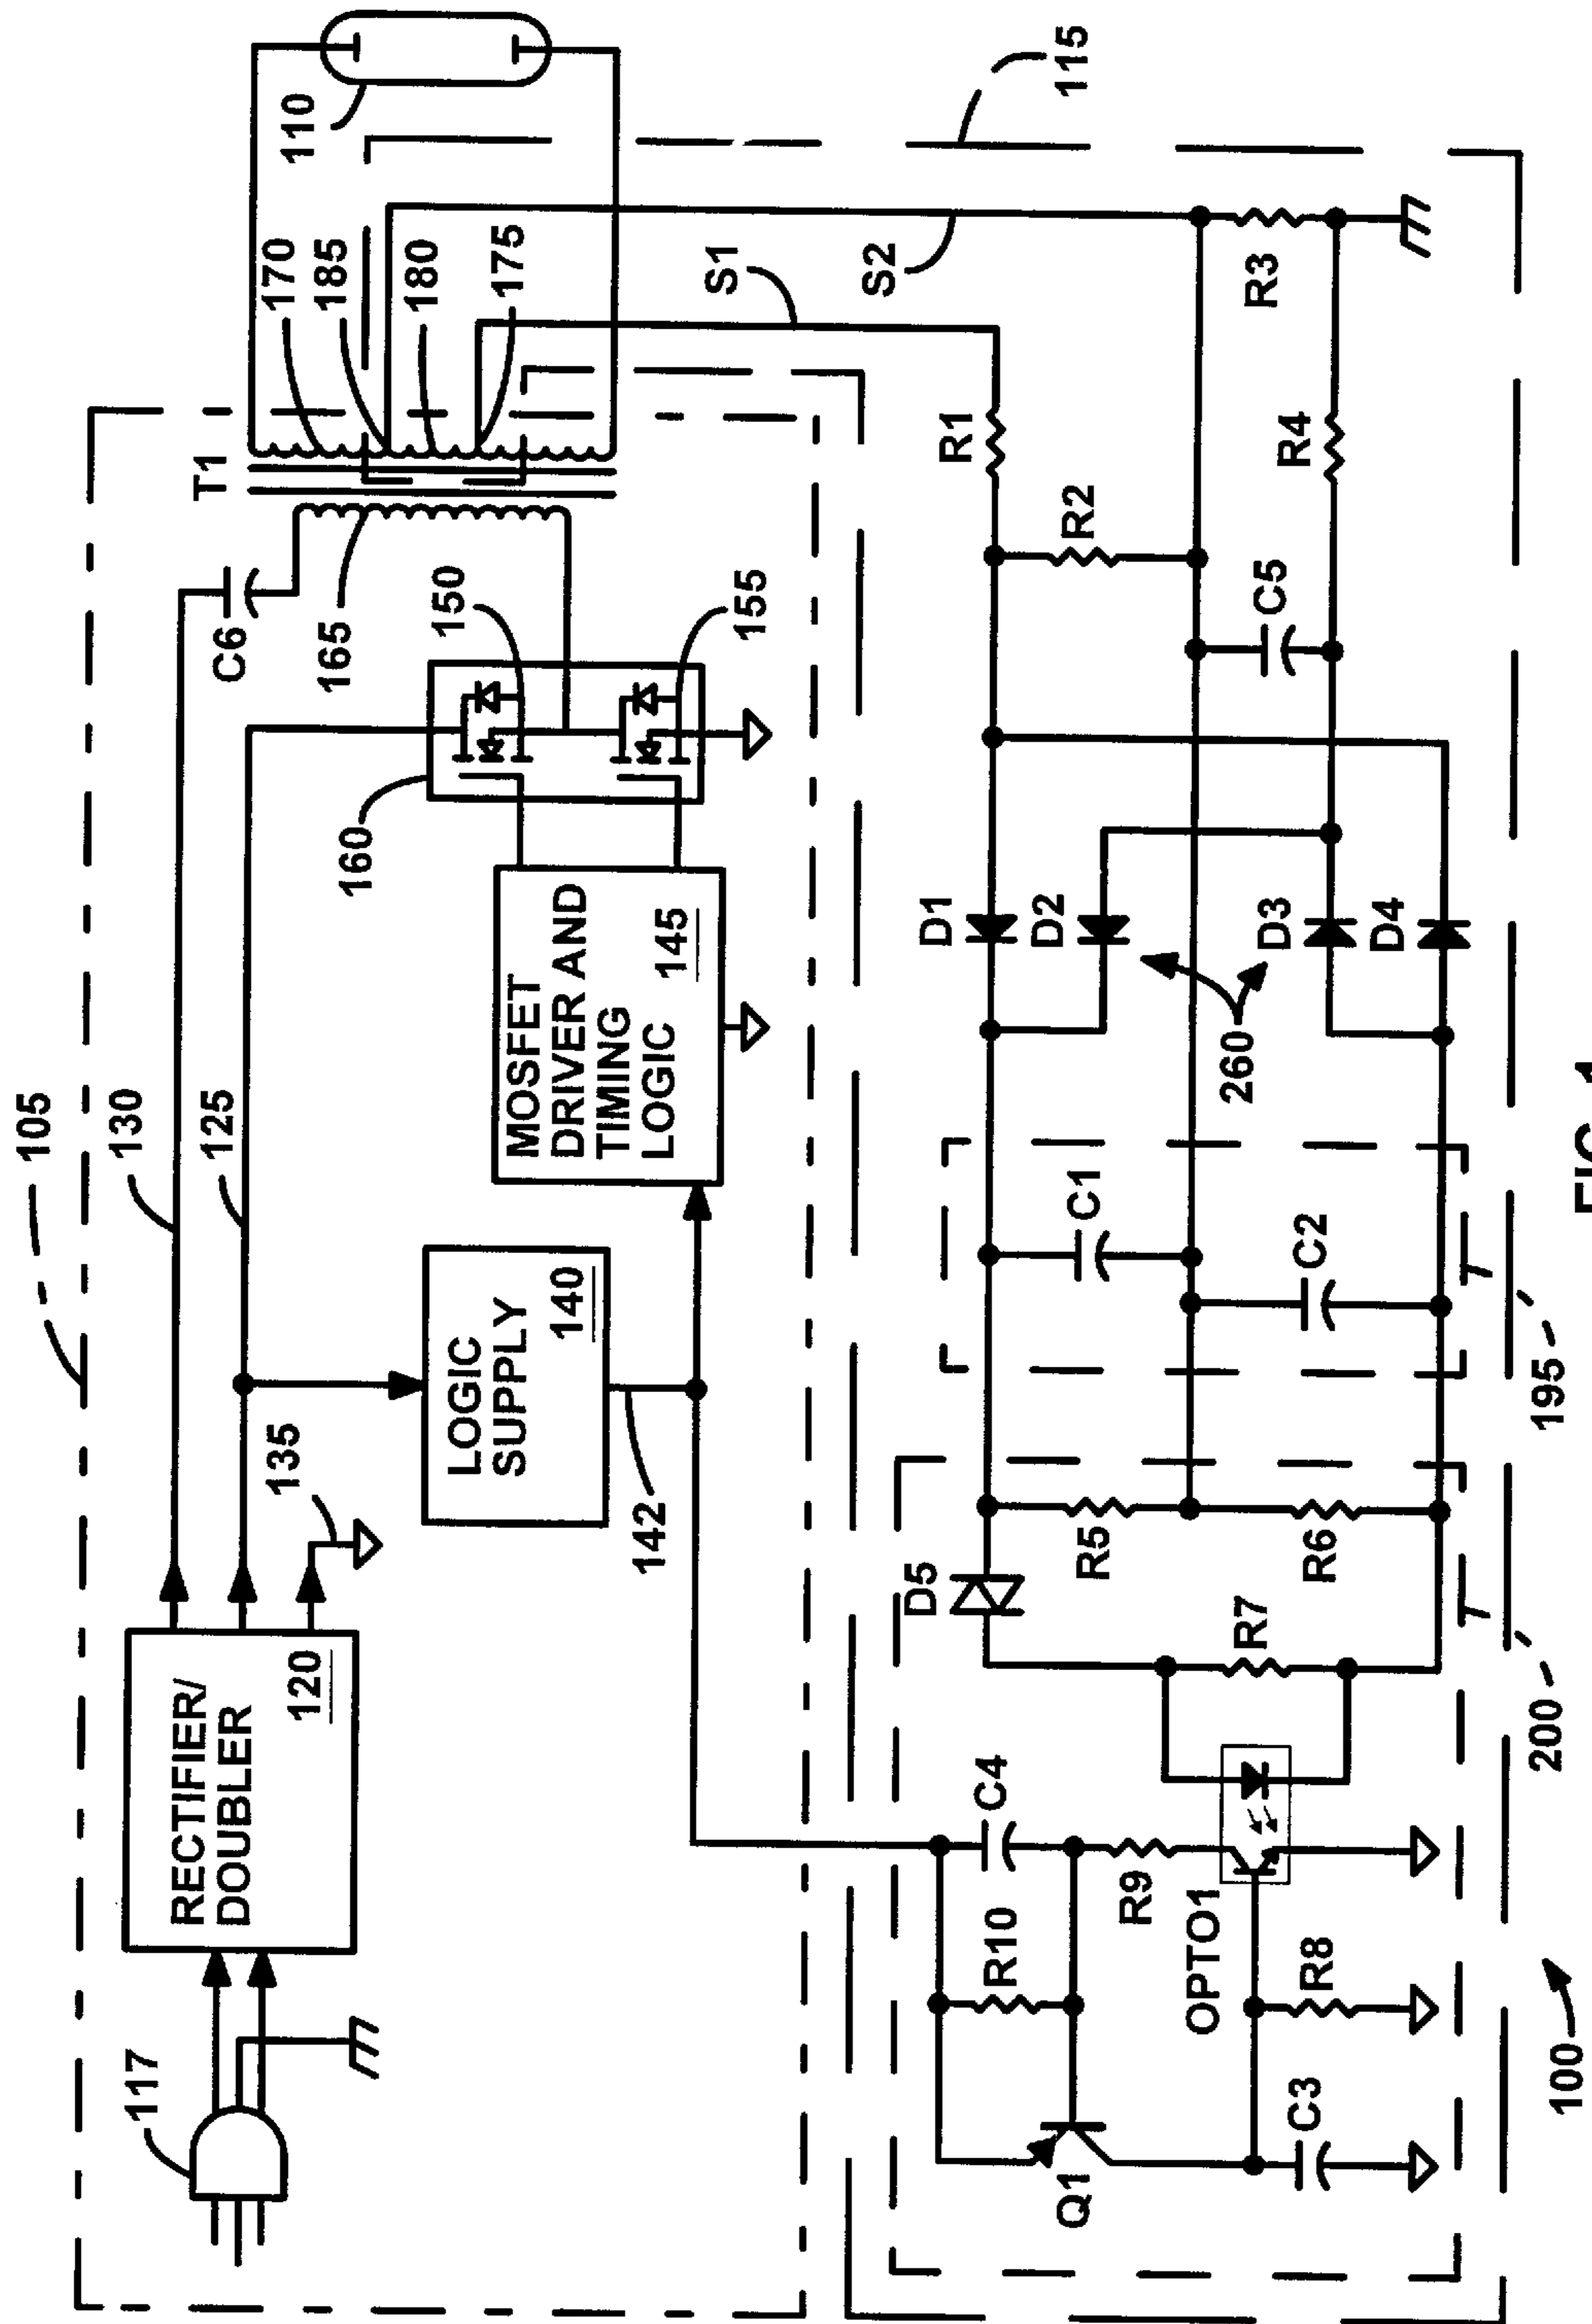 105
117
RECTIFIER/
DOUBLER
120
130
125
135
LOGIC
SUPPLY
140
142
MOSFET
DRIVER AND
TIMING
LOGIC
145
160
150
155
C6
165
T1
170
185
180
175
110
115
S1
S2
R1
R2
R3
R4
C5
D1
D2
D3
D4
260
C1
C2
195
D5
R5
R6
R7
200
C4
R10
R9
OPTO1
R8
Q1
C3
100
FIG. 1